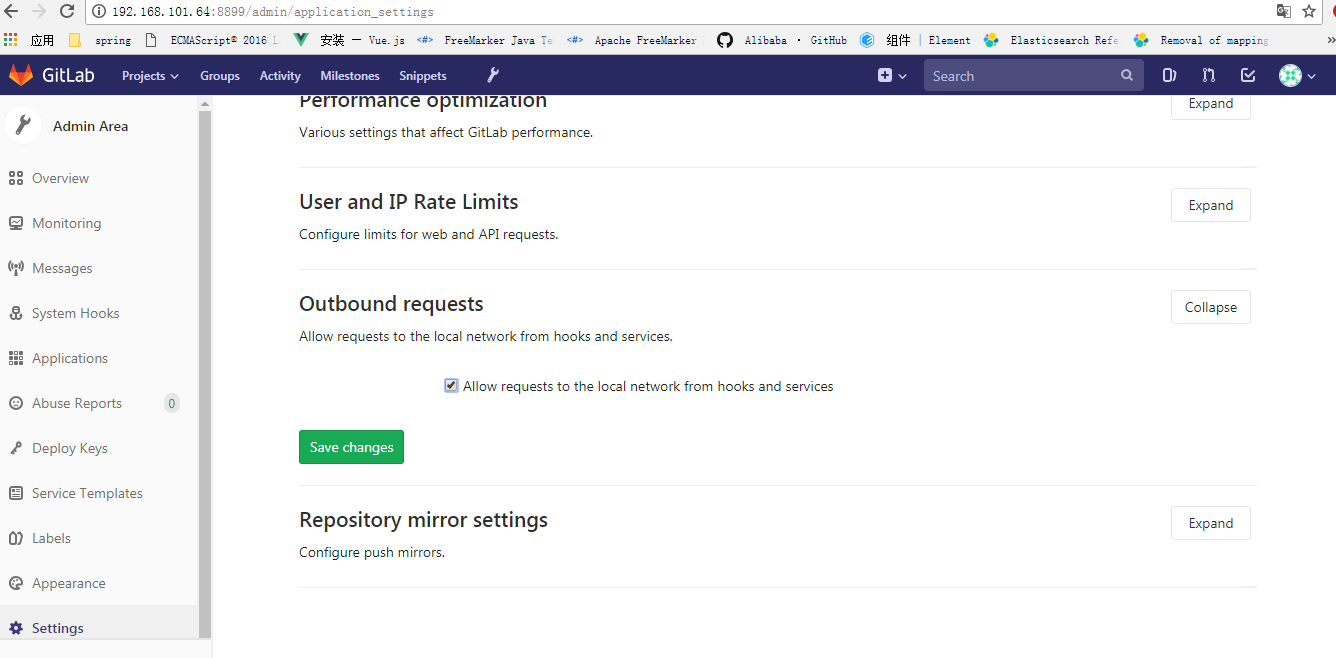 192.168.101.64:8899/admin/application_settings
应用 spring ECMAScript® 2016 安装 — Vue.js FreeMarker Java Te Apache FreeMarker Alibaba · GitHub 组件 | Element Elasticsearch Refe Removal of mapping »
GitLab Projects Groups Activity Milestones Snippets Search
Admin Area
Overview
Monitoring
Messages
System Hooks
Applications
Abuse Reports 0
Deploy Keys
Service Templates
Labels
Appearance
Settings
Performance optimization
Expand
Various settings that affect GitLab performance.
User and IP Rate Limits
Expand
Configure limits for web and API requests.
Outbound requests
Collapse
Allow requests to the local network from hooks and services.
Allow requests to the local network from hooks and services
Save changes
Repository mirror settings
Expand
Configure push mirrors.